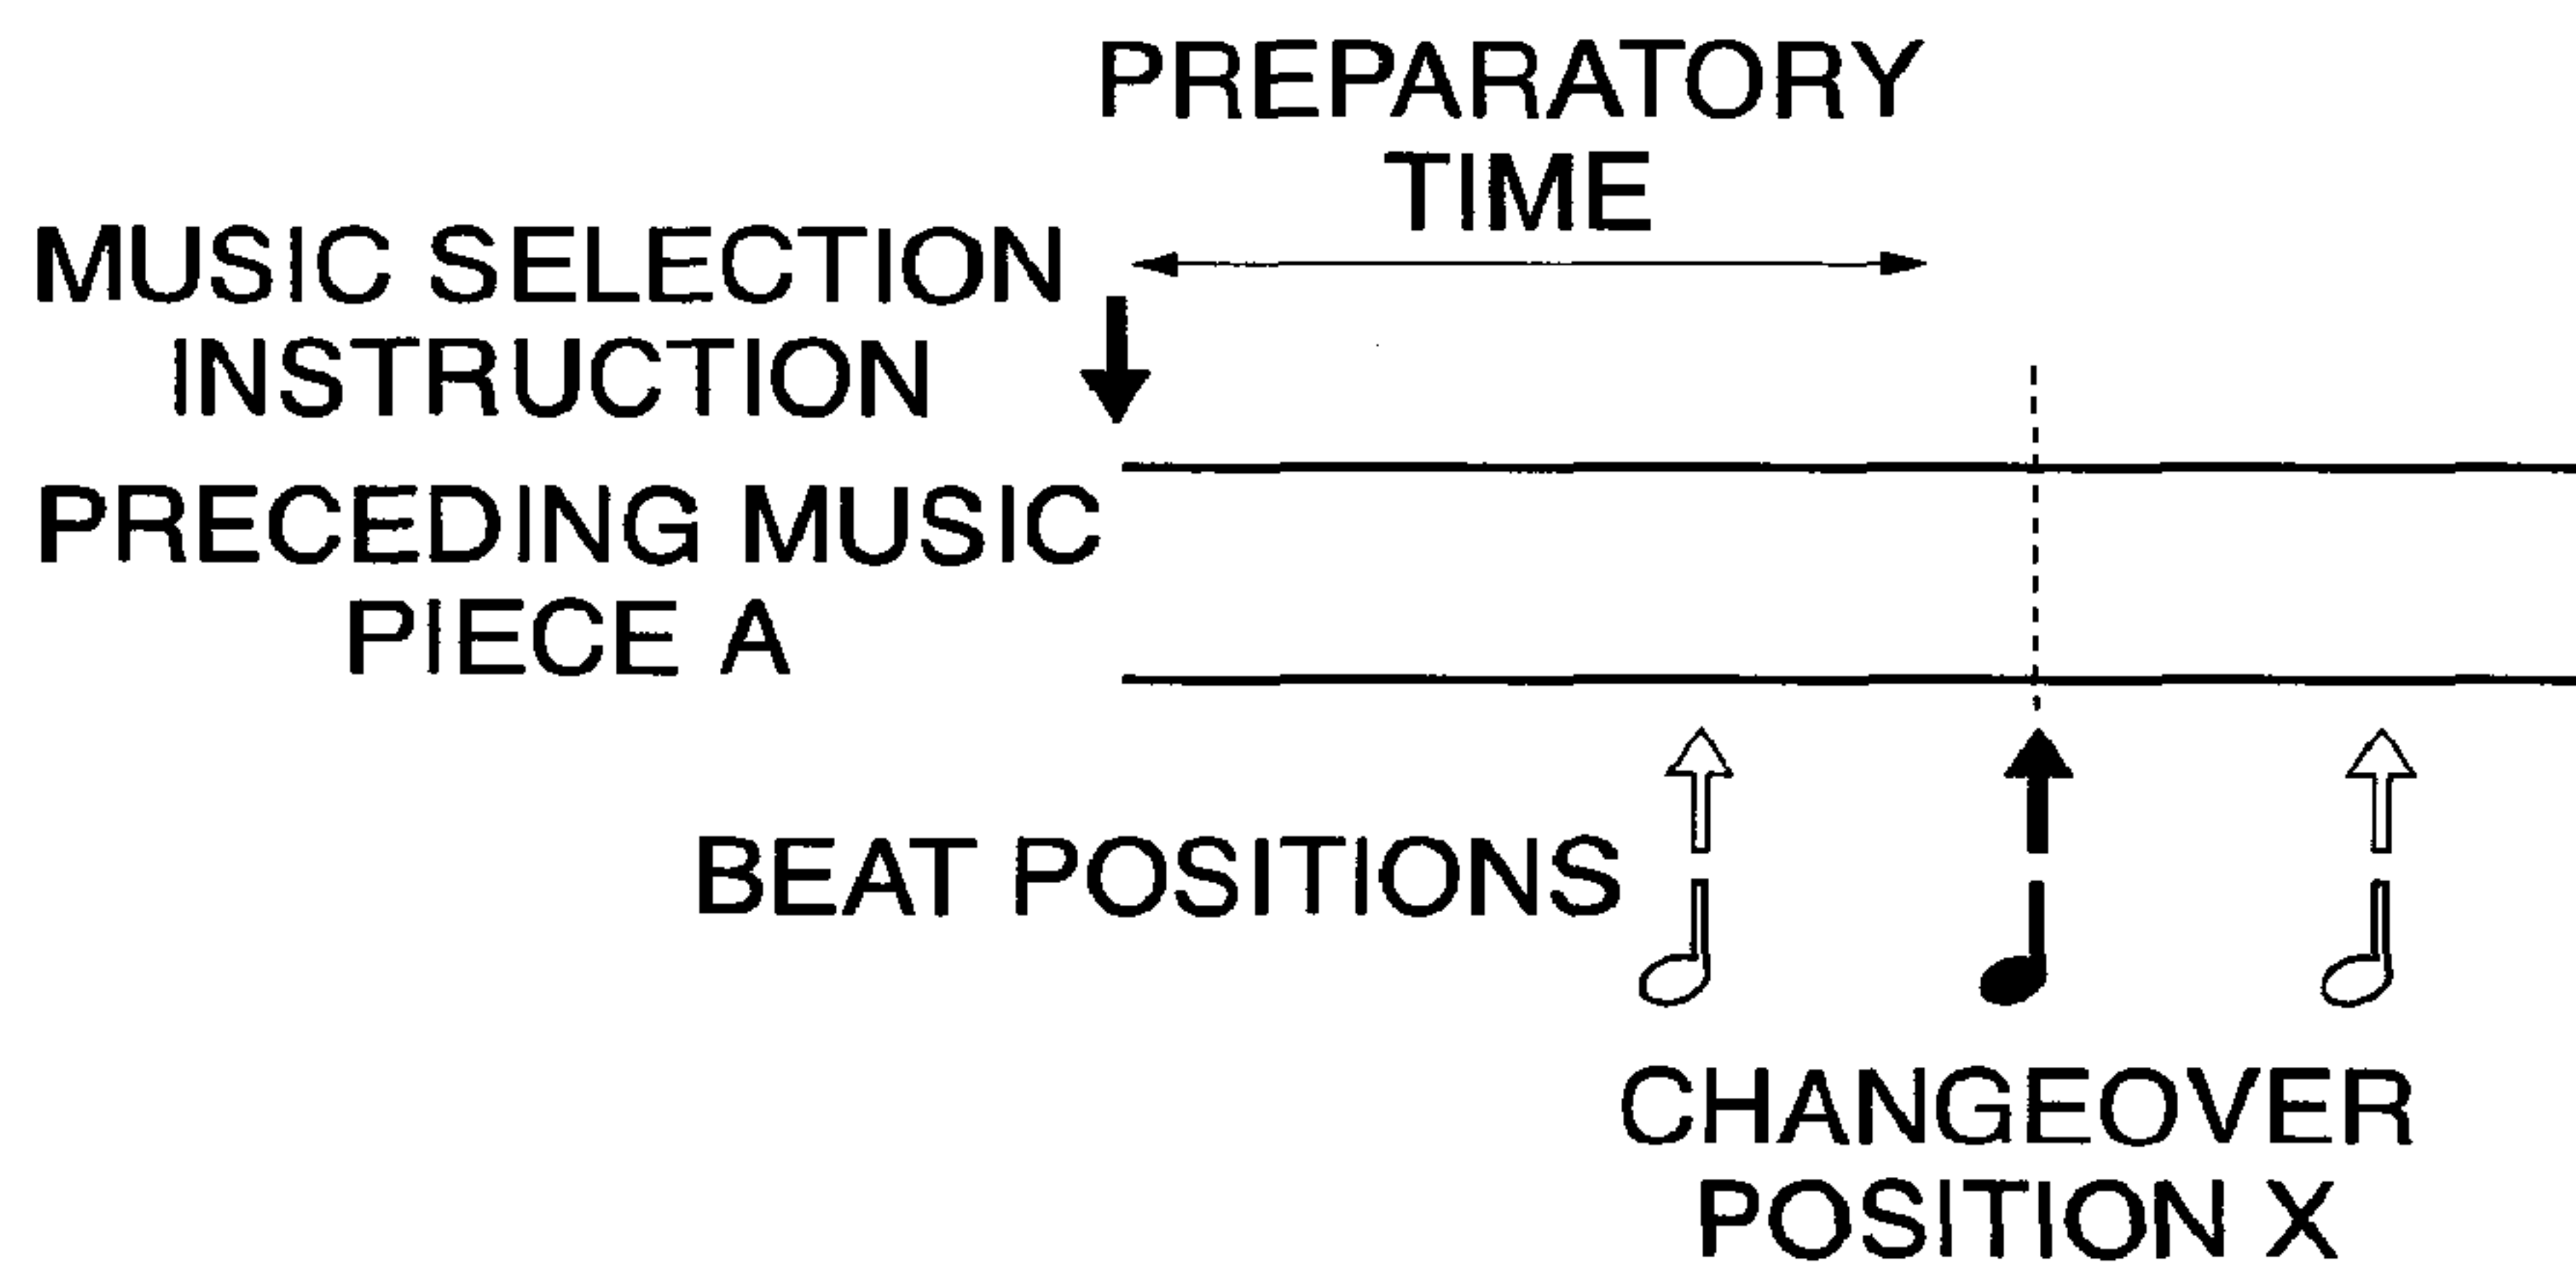 PREPARATORY
TIME
MUSIC SELECTION
INSTRUCTION
PRECEDING MUSIC
PIECE A
BEAT POSITIONS
CHANGEOVER
POSITION X